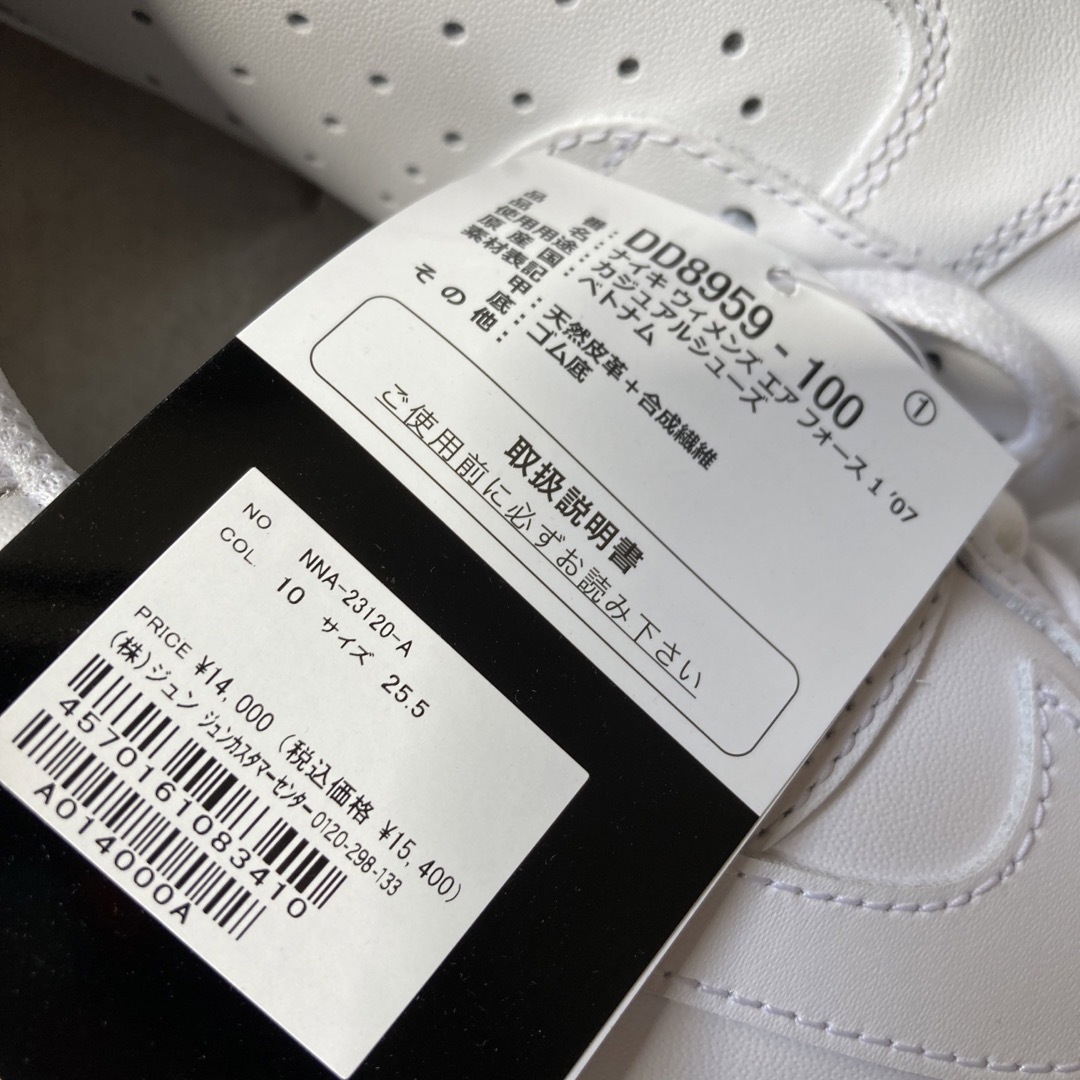 品番：DD8959 - 100 ①
品名：ナイキ ウィメンズ エア フォース 1 '07
使用用途：カジュアルシューズ
原産国：ベトナム
素材表記
甲：天然皮革＋合成繊維
底：ゴム底
その他：
取扱説明書
ご使用前に必ずお読み下さい
NO. NNA-23120-A
COL. 10 サイズ 25.5
PRICE ¥14,000 (税込価格 ¥15,400)
(株)ジュン ジュンカスタマーセンター0120-298-133
4570161083410
A014000A